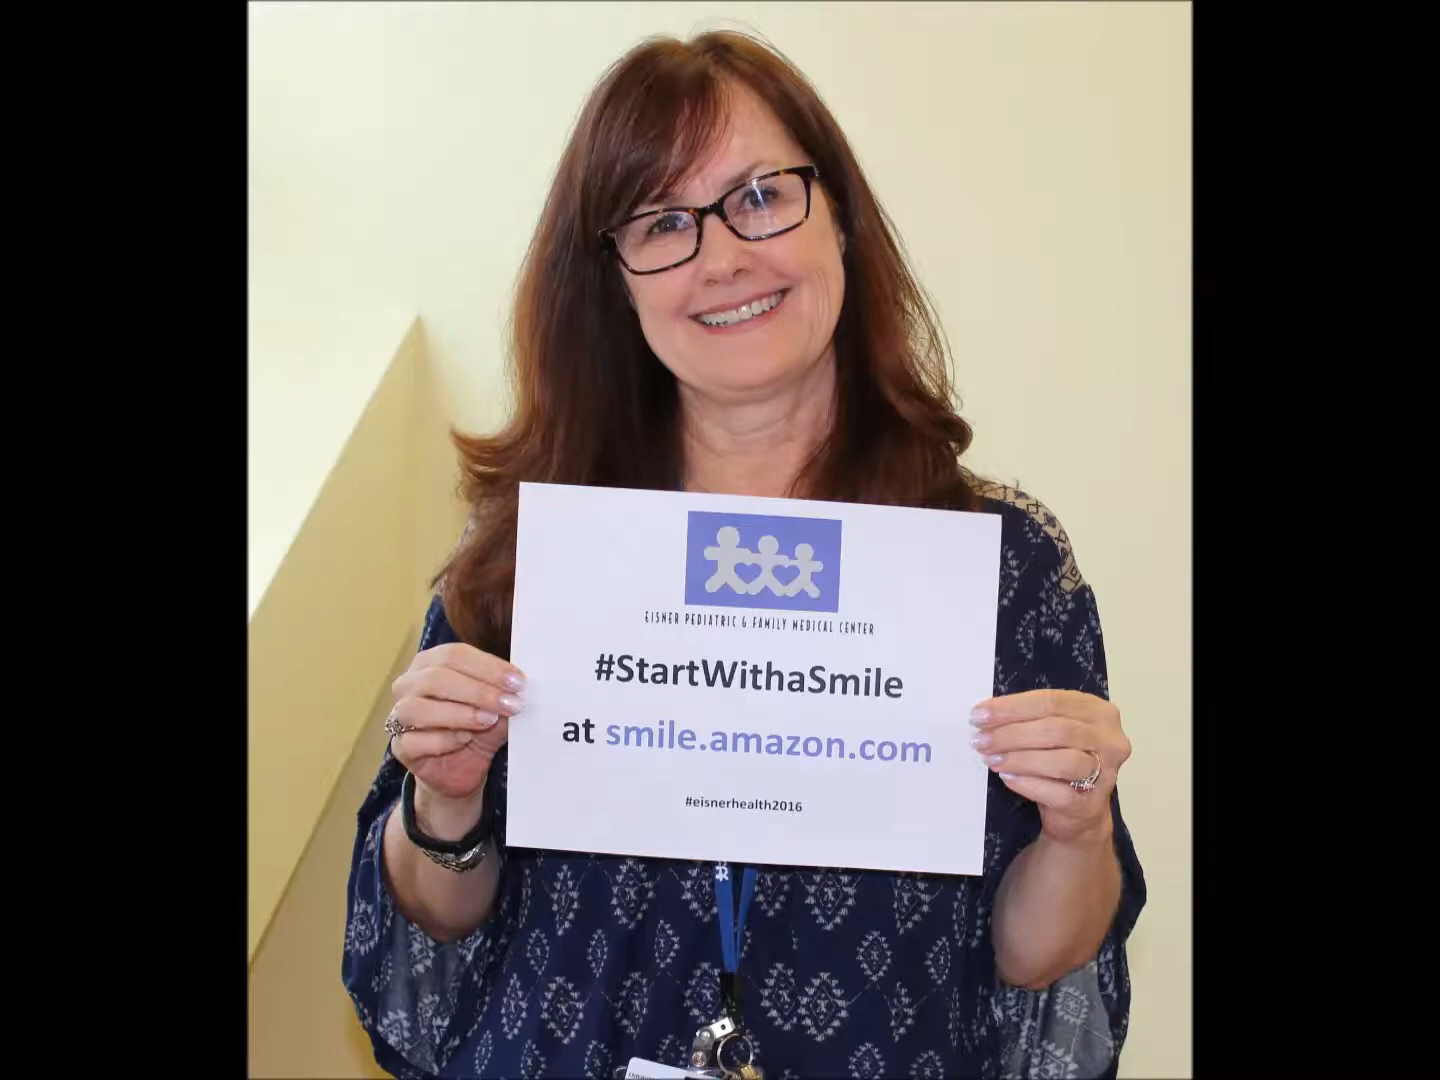 EISNER PEDIATRIC & FAMILY MEDICAL CENTER
#StartWithaSmile
at smile.amazon.com
#eisnerhealth2016